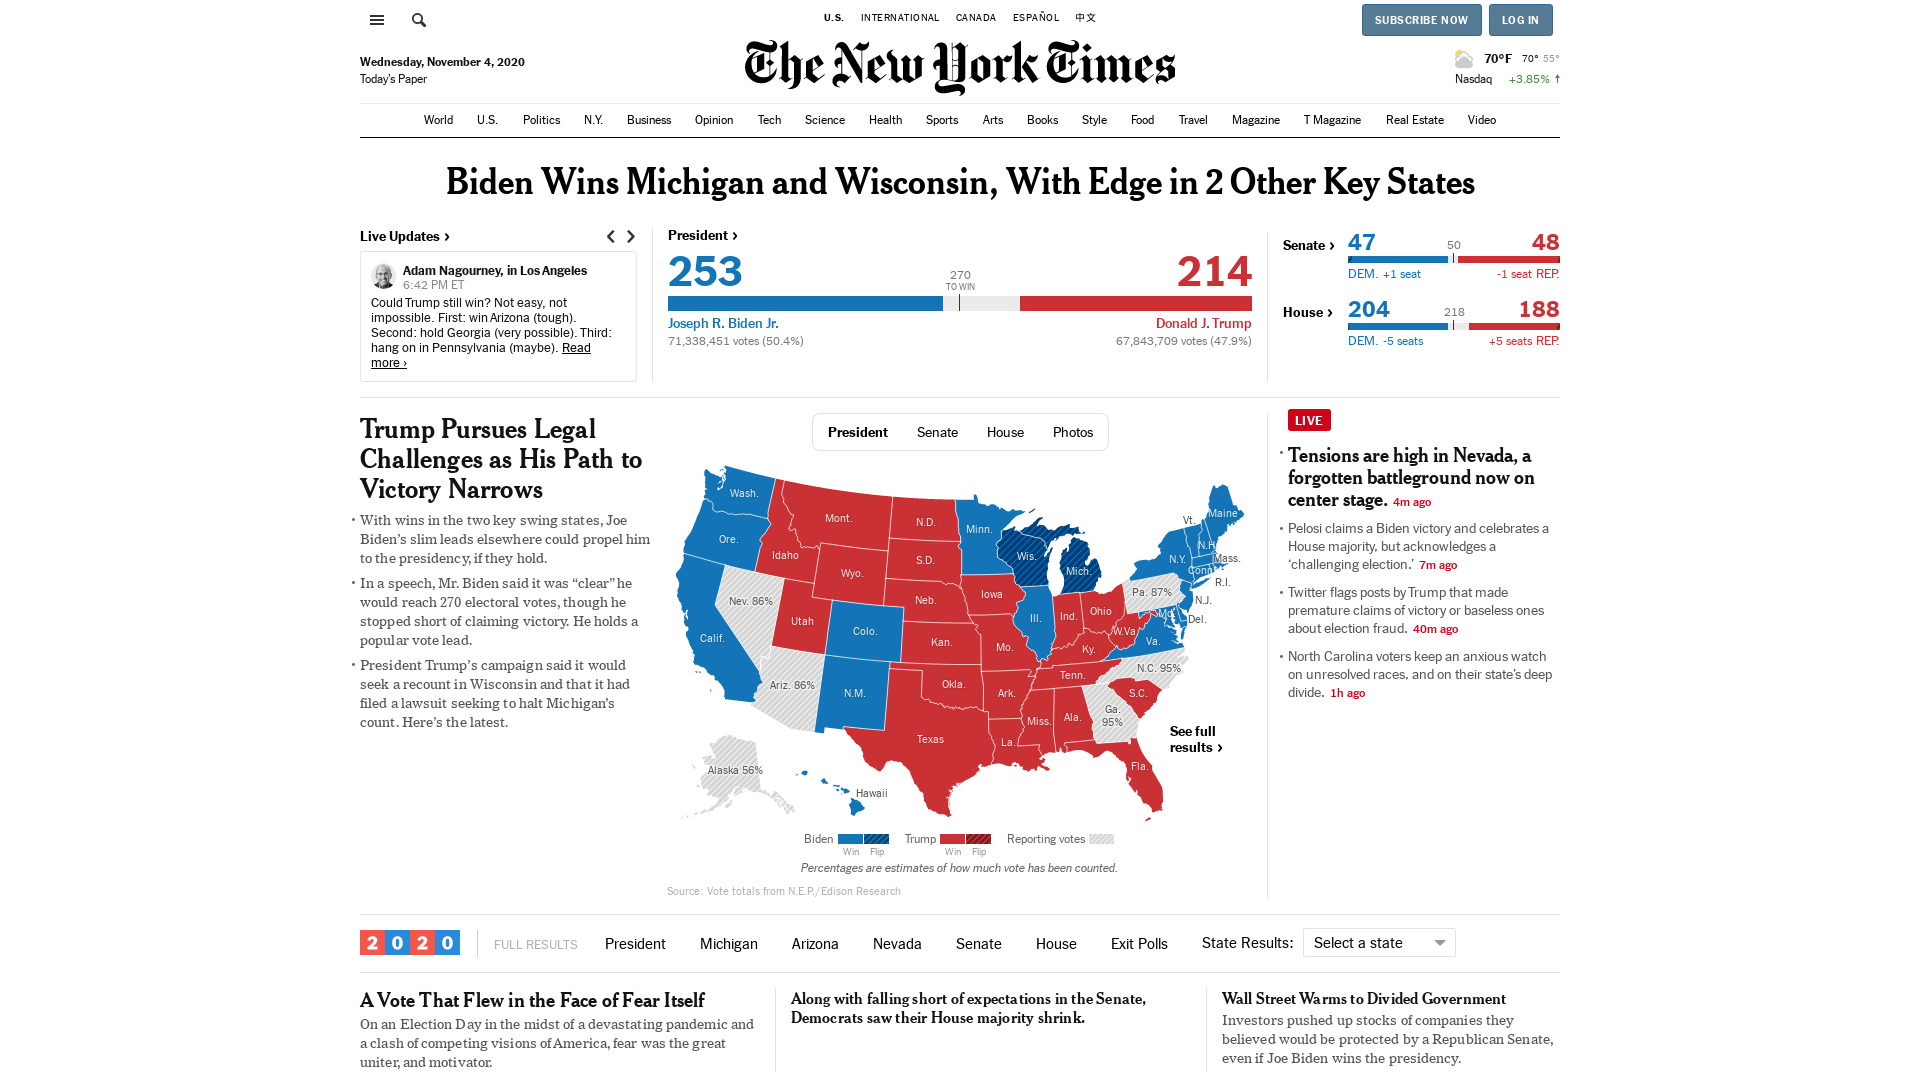 U.S. INTERNATIONAL CANADA ESPAÑOL 中文
SUBSCRIBE NOW LOG IN
Wednesday, November 4, 2020
Today's Paper
The New York Times
70°F 70° 55°
Nasdaq +3.85% ↑
World U.S. Politics N.Y. Business Opinion Tech Science Health Sports Arts Books Style Food Travel Magazine T Magazine Real Estate Video
Biden Wins Michigan and Wisconsin, With Edge in 2 Other Key States
Live Updates ›
Adam Nagourney, in Los Angeles
6:42 PM ET
Could Trump still win? Not easy, not
impossible. First: win Arizona (tough).
Second: hold Georgia (very possible). Third:
hang on in Pennsylvania (maybe). Read
more ›
President ›
253 270 214
TO WIN
Joseph R. Biden Jr. Donald J. Trump
71,338,451 votes (50.4%) 67,843,709 votes (47.9%)
Senate › 47 50 48
DEM. +1 seat -1 seat REP.
House › 204 218 188
DEM. -5 seats +5 seats REP.
Trump Pursues Legal
Challenges as His Path to
Victory Narrows
With wins in the two key swing states, Joe
Biden's slim leads elsewhere could propel him
to the presidency, if they hold.
In a speech, Mr. Biden said it was “clear” he
would reach 270 electoral votes, though he
stopped short of claiming victory. He holds a
popular vote lead.
President Trump's campaign said it would
seek a recount in Wisconsin and that it had
filed a lawsuit seeking to halt Michigan's
count. Here's the latest.
President Senate House Photos
Wash.
Ore.
Calif.
Idaho
Nev. 86%
Mont.
Wyo.
Utah
Ariz. 86%
Colo.
N.M.
N.D.
S.D.
Neb.
Kan.
Okla.
Texas
Minn.
Iowa
Mo.
Ark.
La.
Wis.
Ill.
Mich.
Ind.
Ohio
Ky.
Tenn.
Miss.
Ala.
Ga.
95%
Fla.
S.C.
N.C. 95%
Va.
W.Va.
Md.
Del.
Pa. 87%
N.J.
N.Y.
Conn.
R.I.
Mass.
Vt.
N.H.
Maine
Alaska 56%
Hawaii
See full
results ›
Biden Trump Reporting votes
Win Flip Win Flip
Percentages are estimates of how much vote has been counted.
Source: Vote totals from N.E.P./Edison Research
LIVE
Tensions are high in Nevada, a
forgotten battleground now on
center stage. 4m ago
Pelosi claims a Biden victory and celebrates a
House majority, but acknowledges a
‘challenging election.’ 7m ago
Twitter flags posts by Trump that made
premature claims of victory or baseless ones
about election fraud. 40m ago
North Carolina voters keep an anxious watch
on unresolved races, and on their state's deep
divide. 1h ago
2020 FULL RESULTS President Michigan Arizona Nevada Senate House Exit Polls State Results: Select a state
A Vote That Flew in the Face of Fear Itself
On an Election Day in the midst of a devastating pandemic and
a clash of competing visions of America, fear was the great
uniter, and motivator.
Along with falling short of expectations in the Senate,
Democrats saw their House majority shrink.
Wall Street Warms to Divided Government
Investors pushed up stocks of companies they
believed would be protected by a Republican Senate,
even if Joe Biden wins the presidency.